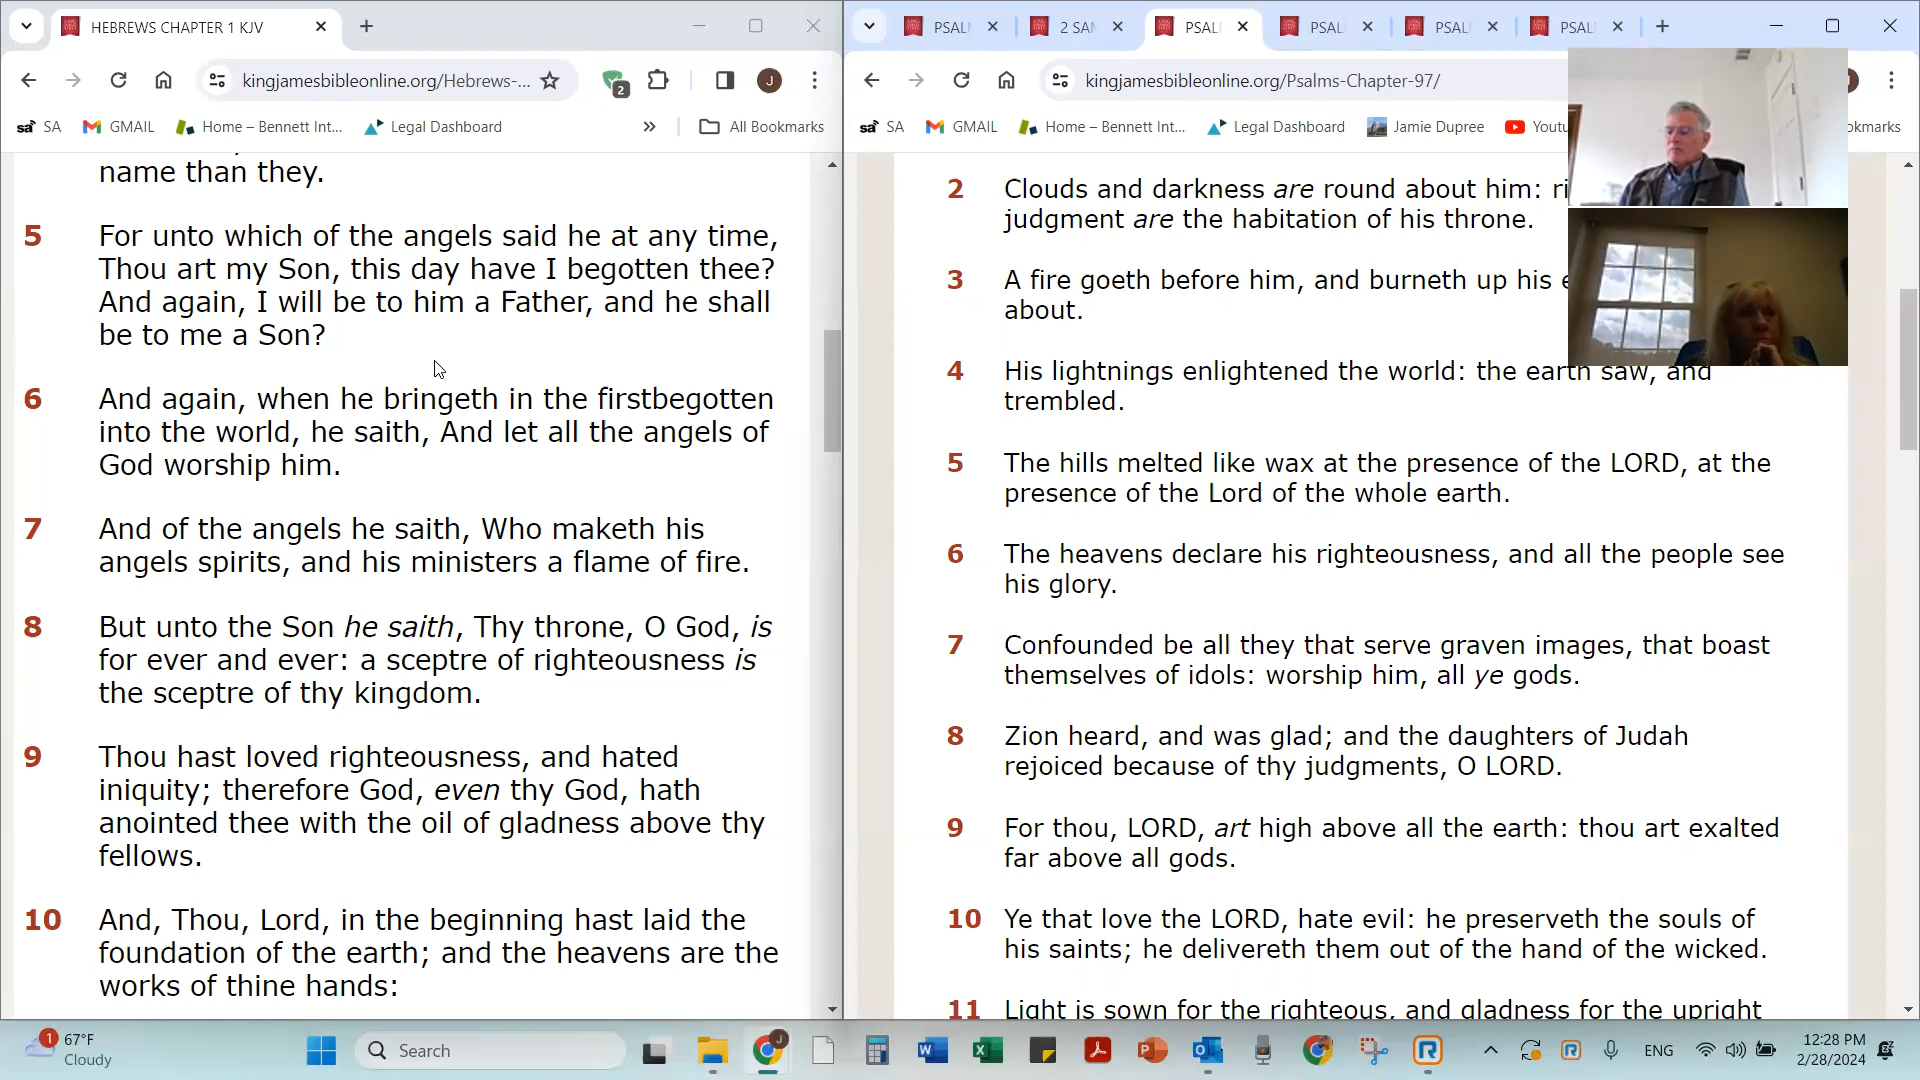 HEBREWS CHAPTER 1 KJV
PSAL
2 SAM
PSAL
PSAL
PSAL
PSAL
kingjamesbibleonline.org/Hebrews-...
2
J
kingjamesbibleonline.org/Psalms-Chapter-97/
SA
GMAIL
Home – Bennett Int...
Legal Dashboard
All Bookmarks
SA
GMAIL
Home – Bennett Int...
Legal Dashboard
Jamie Dupree
Youtu
okmarks
name than they.
5 For unto which of the angels said he at any time,
Thou art my Son, this day have I begotten thee?
And again, I will be to him a Father, and he shall
be to me a Son?
6 And again, when he bringeth in the firstbegotten
into the world, he saith, And let all the angels of
God worship him.
7 And of the angels he saith, Who maketh his
angels spirits, and his ministers a flame of fire.
8 But unto the Son he saith, Thy throne, O God, is
for ever and ever: a sceptre of righteousness is
the sceptre of thy kingdom.
9 Thou hast loved righteousness, and hated
iniquity; therefore God, even thy God, hath
anointed thee with the oil of gladness above thy
fellows.
10 And, Thou, Lord, in the beginning hast laid the
foundation of the earth; and the heavens are the
works of thine hands:
2 Clouds and darkness are round about him: ri
judgment are the habitation of his throne.
3 A fire goeth before him, and burneth up his e
about.
4 His lightnings enlightened the world: the earth saw, and
trembled.
5 The hills melted like wax at the presence of the LORD, at the
presence of the Lord of the whole earth.
6 The heavens declare his righteousness, and all the people see
his glory.
7 Confounded be all they that serve graven images, that boast
themselves of idols: worship him, all ye gods.
8 Zion heard, and was glad; and the daughters of Judah
rejoiced because of thy judgments, O LORD.
9 For thou, LORD, art high above all the earth: thou art exalted
far above all gods.
10 Ye that love the LORD, hate evil: he preserveth the souls of
his saints; he delivereth them out of the hand of the wicked.
11 Light is sown for the righteous, and gladness for the upright
1
67°F
Cloudy
Search
ENG
12:28 PM
2/28/2024